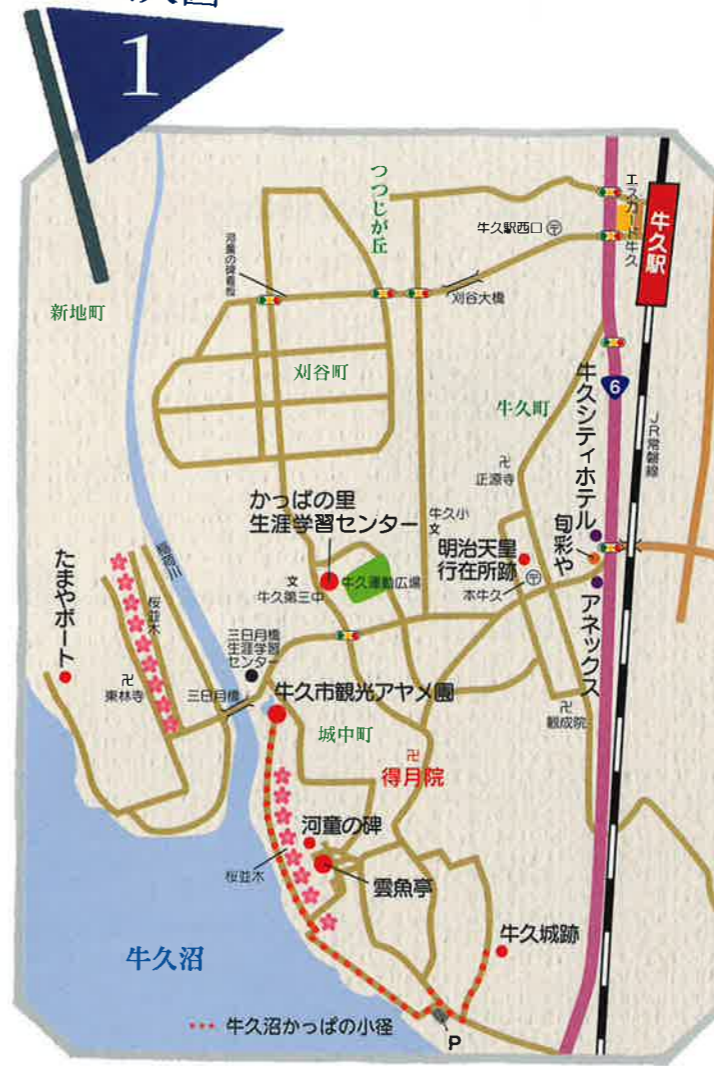 1
つつじが丘
エスカード牛久
牛久駅
牛久駅西口
河童の碑看板
刈谷大橋
新地町
刈谷町
牛久町
6
JR常磐線
牛久シティホテル
正源寺
旬彩や
かっぱの里
生涯学習センター
牛久小
文
明治天皇
行在所跡
稲荷川
たまやボート
桜並木
文
牛久第三中
牛久運動広場
本牛久
アネックス
三日月橋
生涯学習
センター
東林寺
三日月橋
牛久市観光アヤメ園
観成院
城中町
得月院
河童の碑
桜並木
雲魚亭
牛久沼
牛久城跡
牛久沼かっぱの小径
P